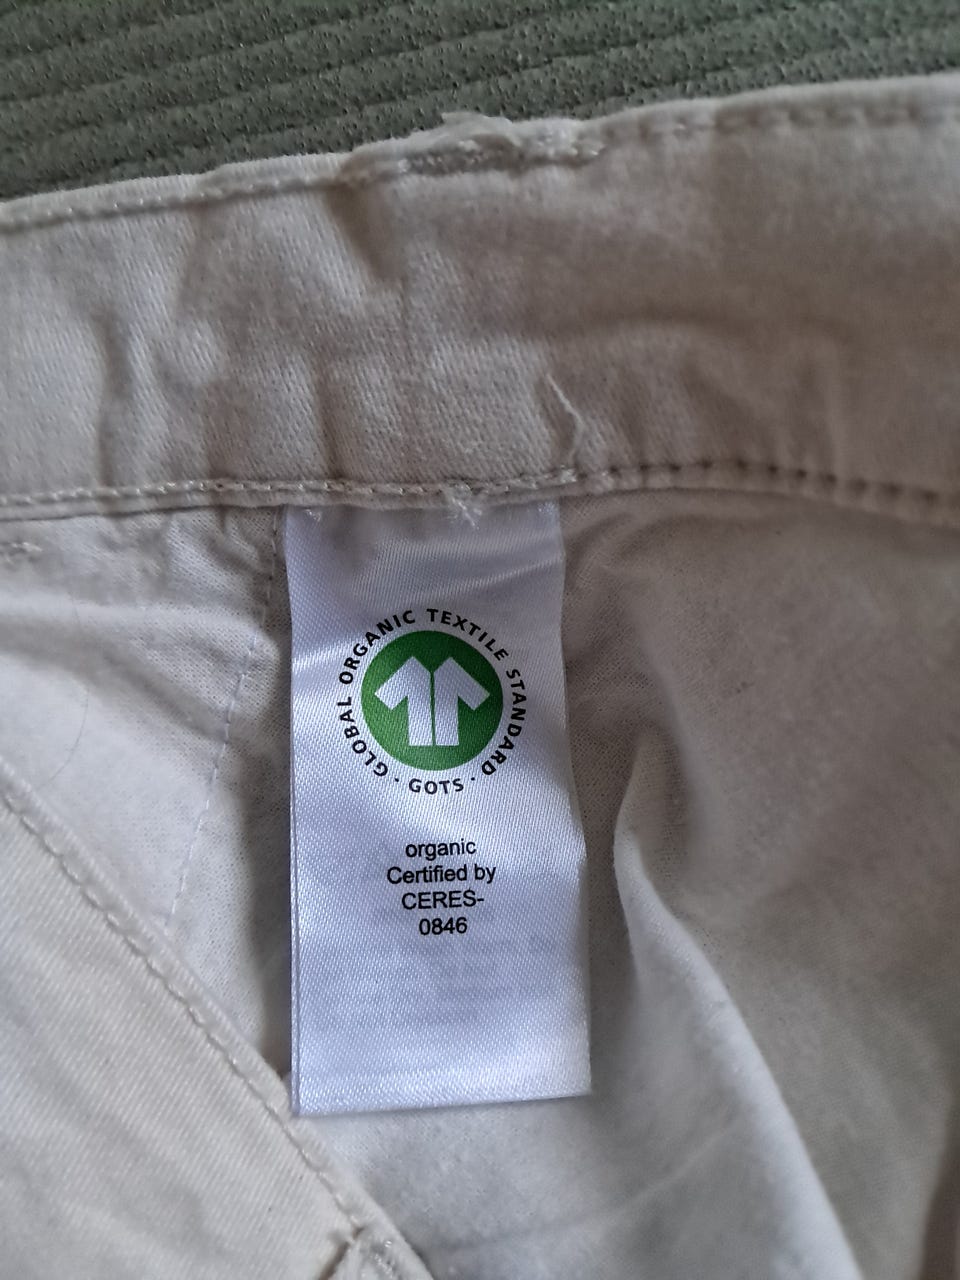 GLOBAL ORGANIC TEXTILE STANDARD
· GOTS ·
organic
Certified by
CERES-
0846